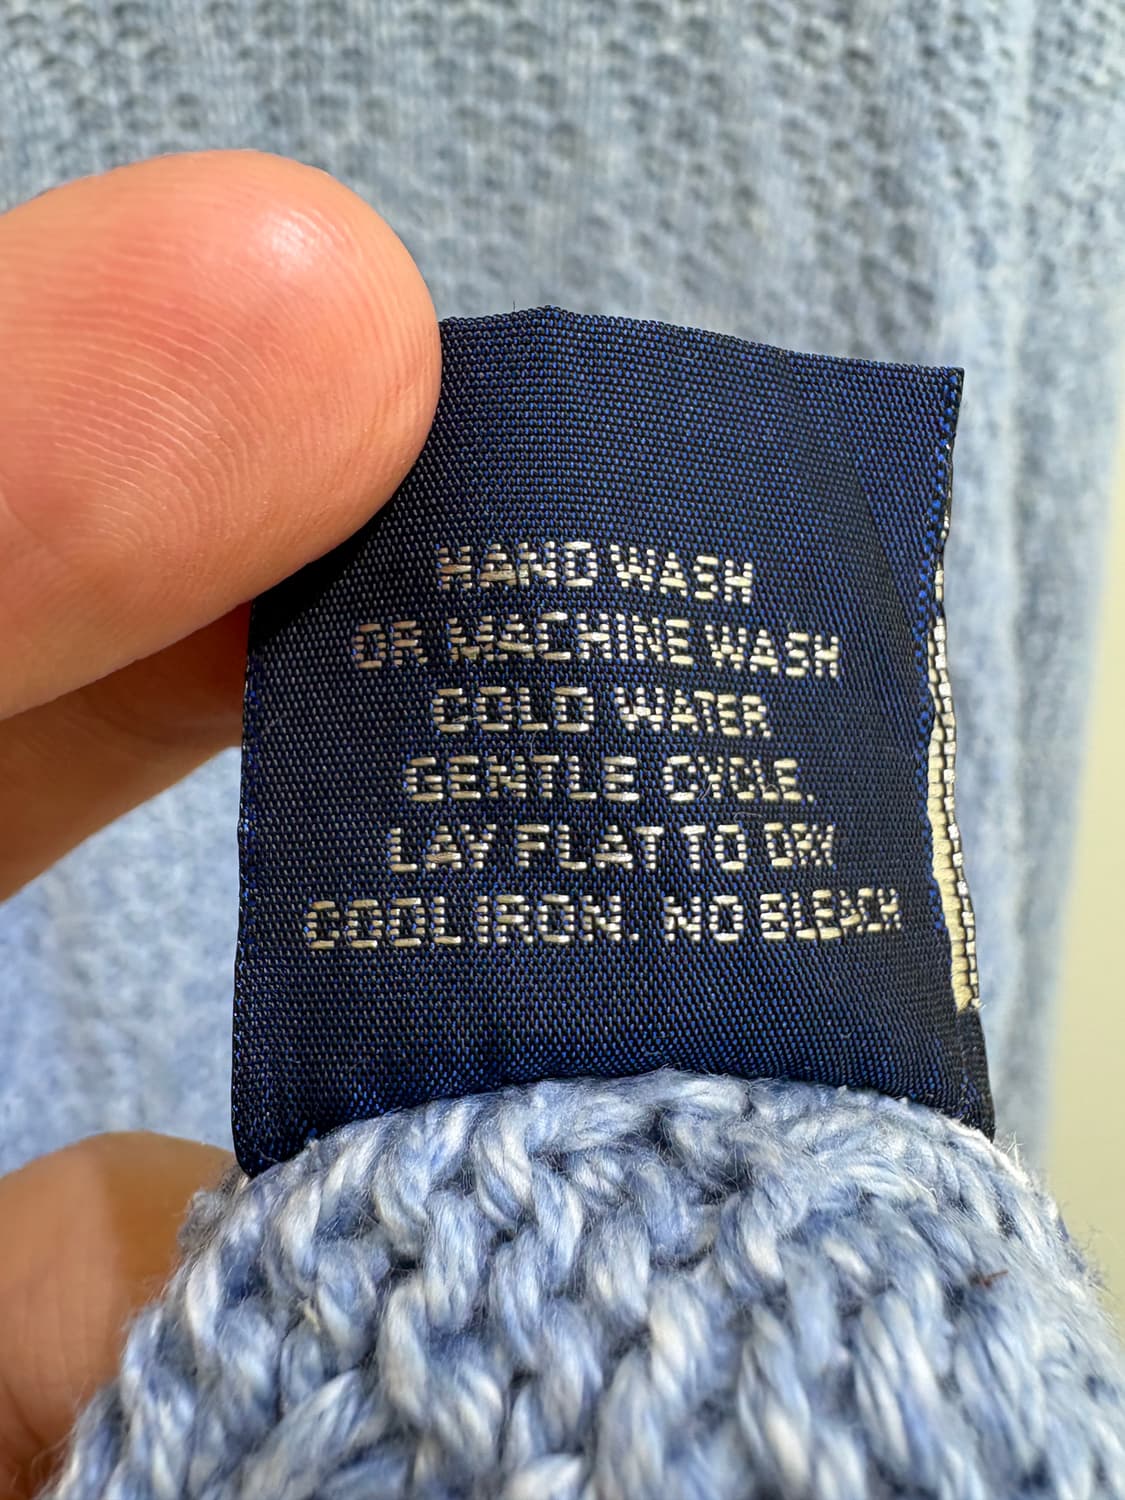 HAND WASH
OR MACHINE WASH
COLD WATER
GENTLE CYCLE.
LAY FLAT TO DRY
COOL IRON. NO BLEACH